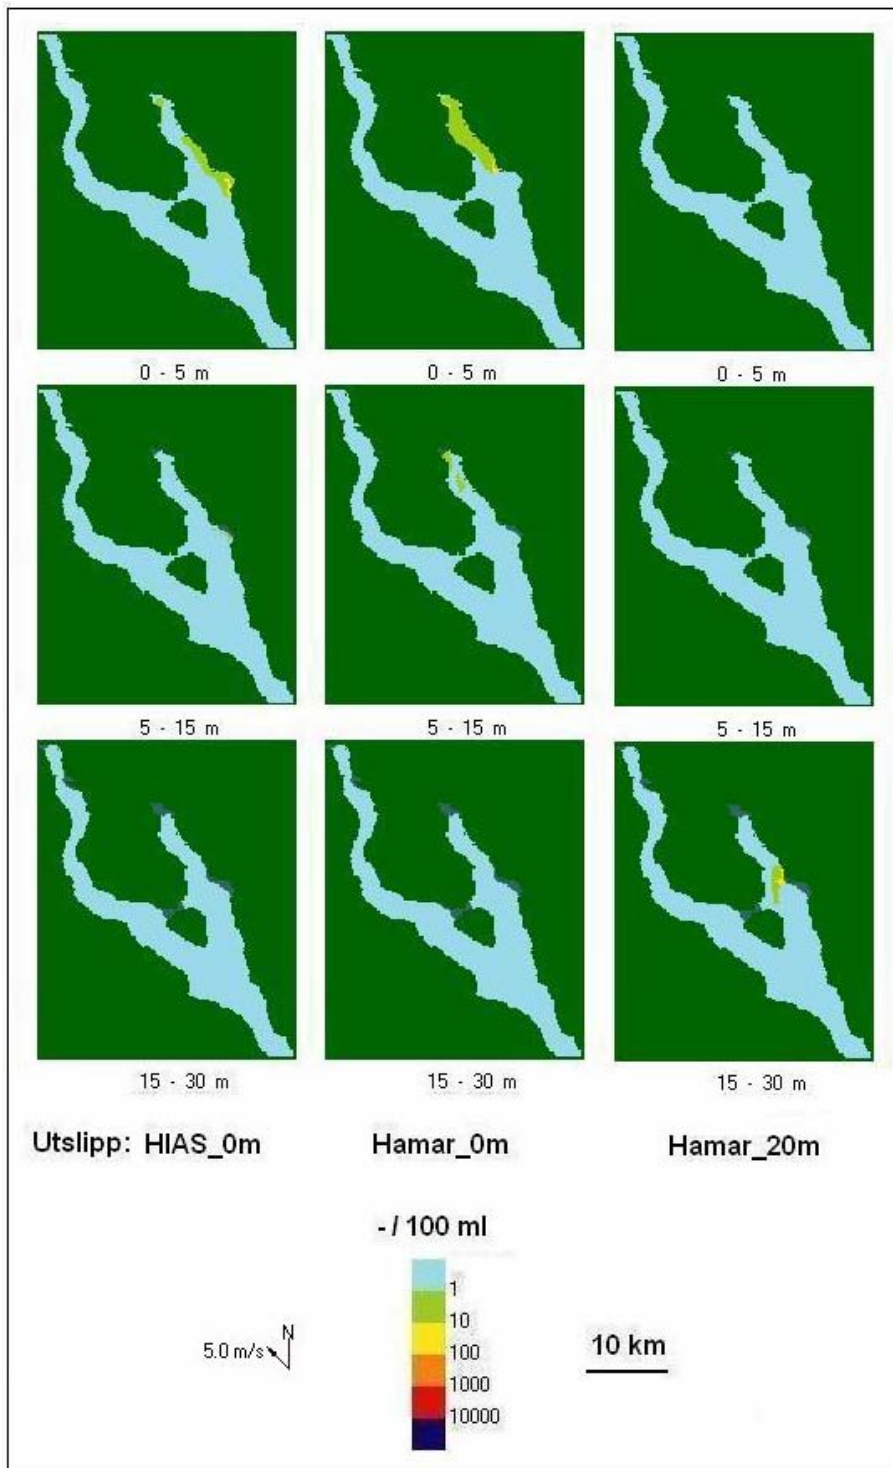 0 - 5 m 0 - 5 m 0 - 5 m
5 - 15 m 5 - 15 m 5 - 15 m
15 - 30 m 15 - 30 m 15 - 30 m
Utslipp: HIAS_0m Hamar_0m Hamar_20m
- / 100 ml
1
10
100
1000
10000
N
5.0 m/s
10 km